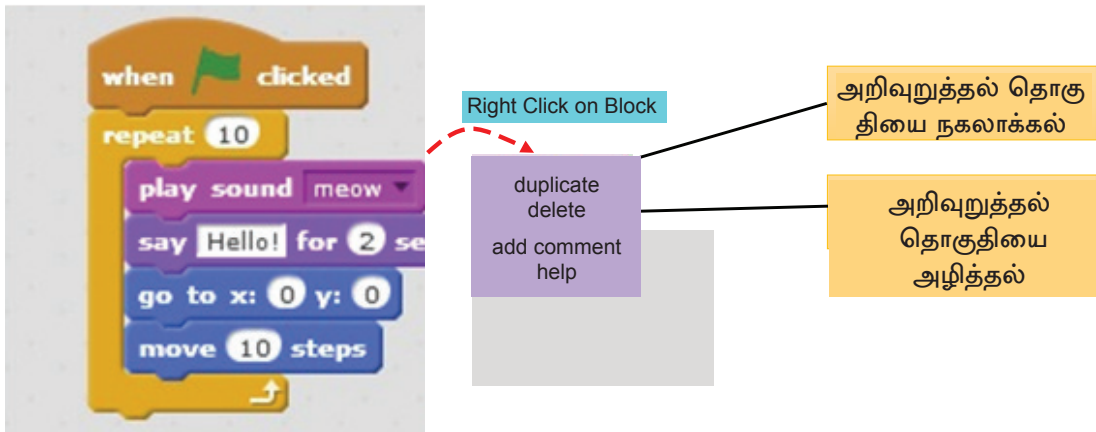 when clicked
repeat 10
play sound meow
say Hello! for 2 se
go to x: 0 y: 0
move 10 steps
Right Click on Block
duplicate
delete
add comment
help
அறிவுறுத்தல் தொகு
தியை நகலாக்கல்
அறிவுறுத்தல்
தொகுதியை
அழித்தல்